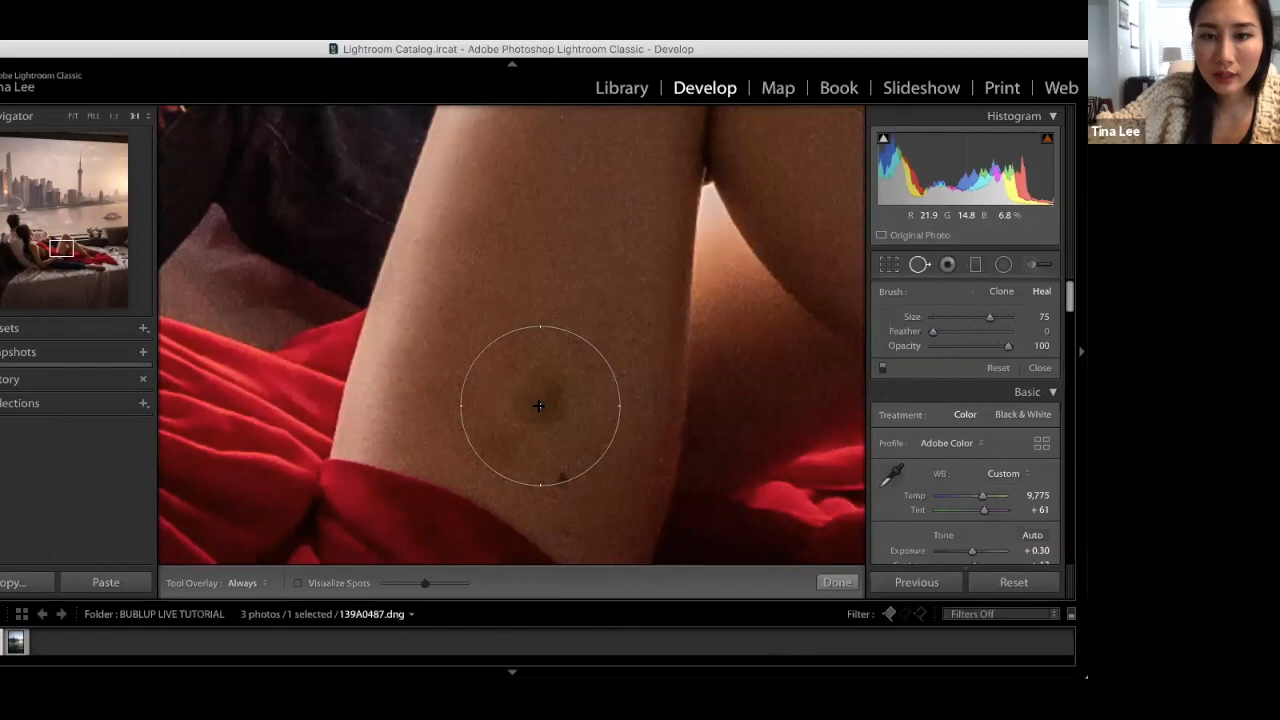 Lightroom Catalog.lrcat - Adobe Photoshop Lightroom Classic - Develop
obe Lightroom Classic
na Lee
Library | Develop | Map | Book | Slideshow | Print | Web
Tina Lee
vigator FIT FILL 1:1 3:1
Histogram
R 21.9 G 14.8 B 6.8 %
Original Photo
Brush : Clone Heal
Size 75
Feather 0
Opacity 100
Reset Close
sets
pshots
tory
llections
Basic
Treatment : Color Black & White
Profile : Adobe Color
WB : Custom
Temp 9,775
Tint + 61
Tone Auto
Exposure + 0.30
opy... Paste
Tool Overlay : Always Visualize Spots Done
Previous Reset
Folder : BUBLUP LIVE TUTORIAL 3 photos / 1 selected / 139A0487.dng
Filter : Filters Off